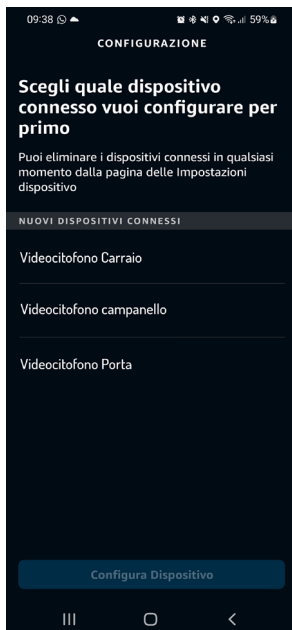 09:38 59%
CONFIGURAZIONE
Scegli quale dispositivo
connesso vuoi configurare per
primo
Puoi eliminare i dispositivi connessi in qualsiasi
momento dalla pagina delle Impostazioni
dispositivo
NUOVI DISPOSITIVI CONNESSI
Videocitofono Carraio
Videocitofono campanello
Videocitofono Porta
Configura Dispositivo